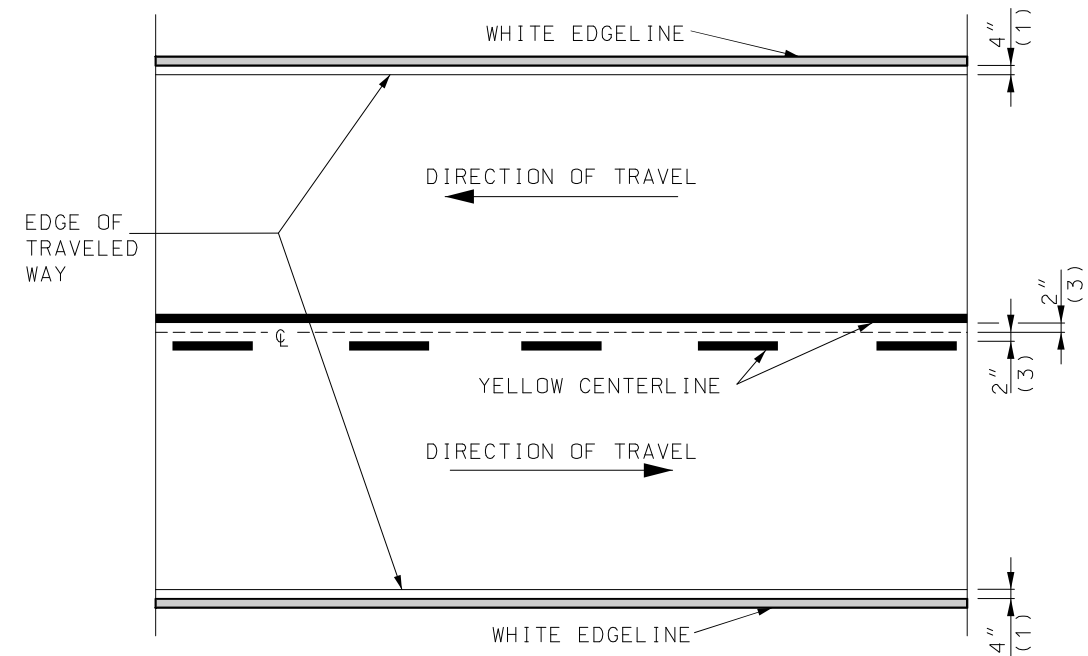 WHITE EDGELINE
4"
(1)
DIRECTION OF TRAVEL
EDGE OF
TRAVELED
WAY
2"
(3)
℄
2"
(3)
YELLOW CENTERLINE
DIRECTION OF TRAVEL
WHITE EDGELINE
4"
(1)